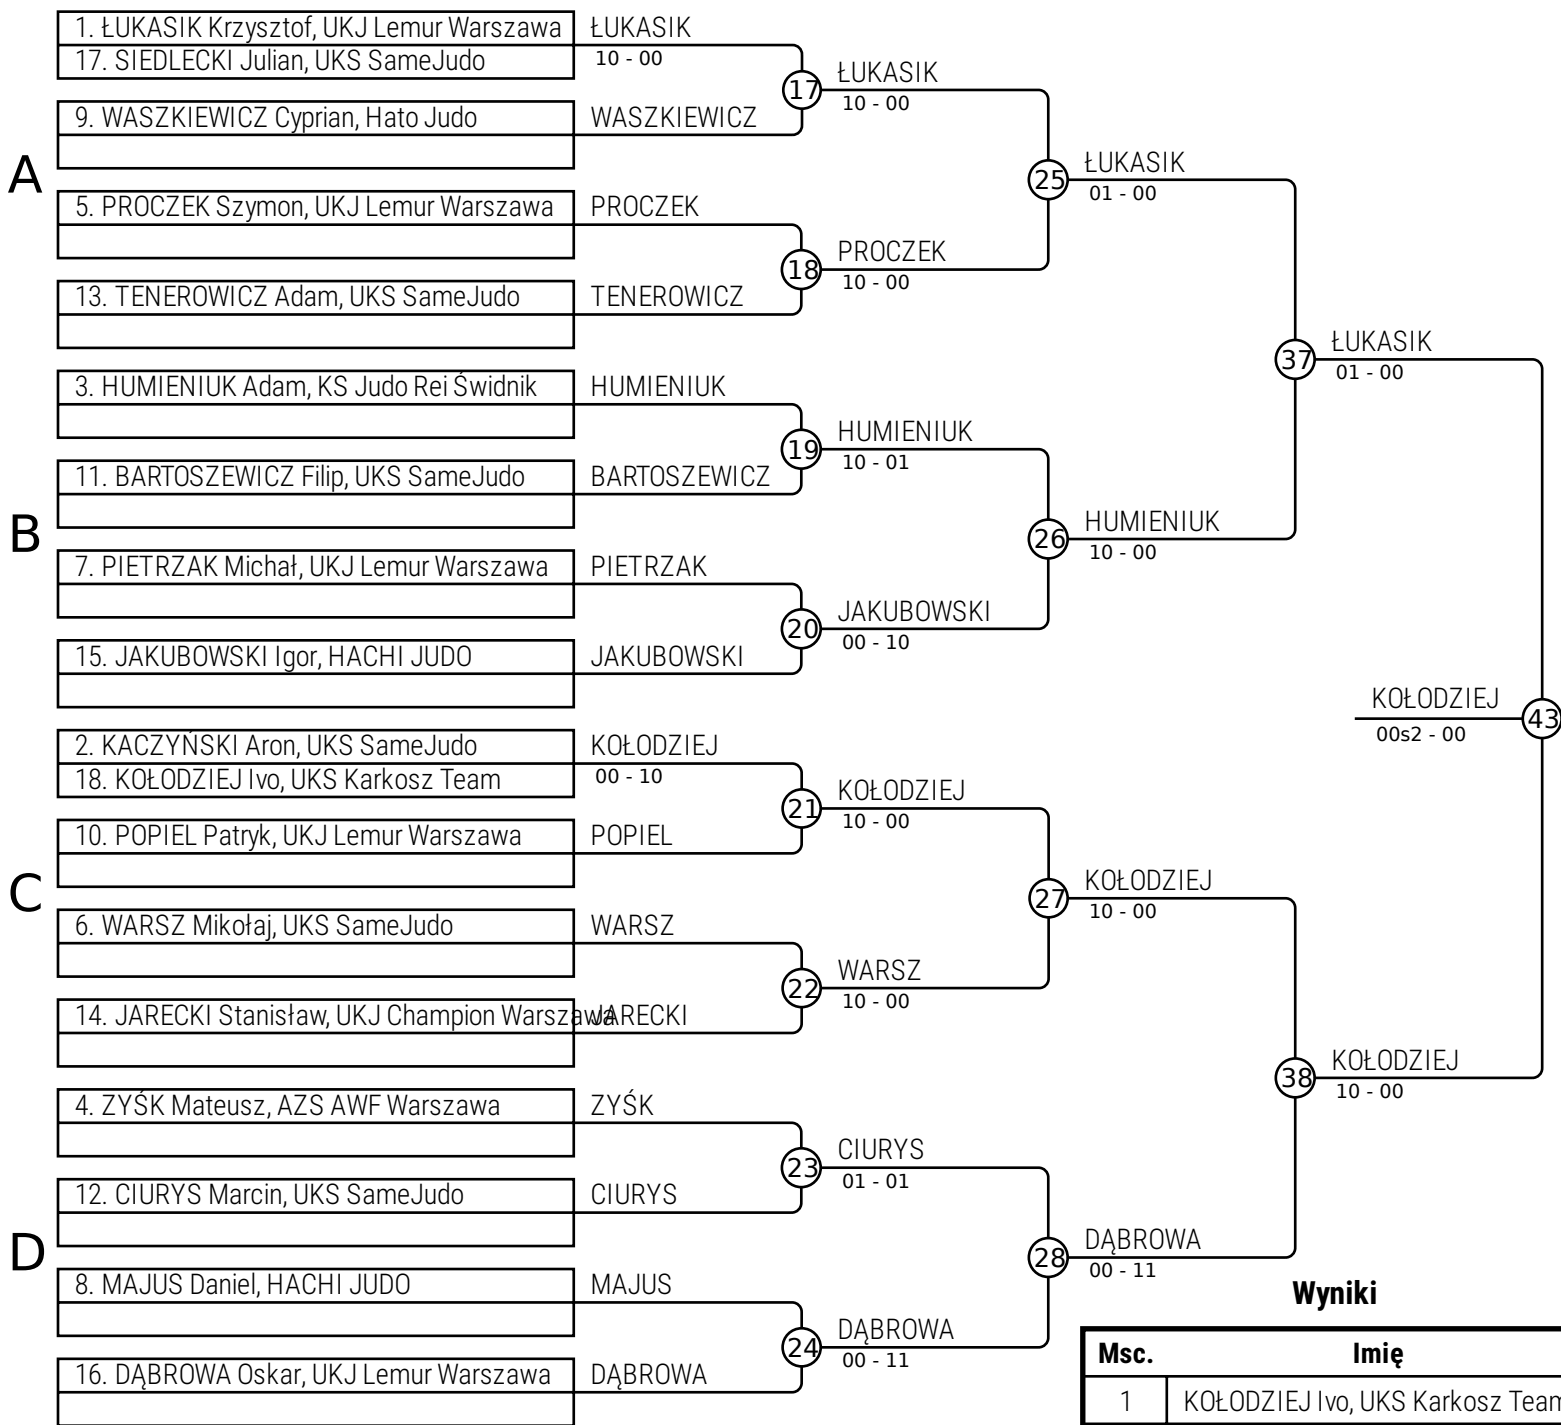 1. ŁUKASIK Krzysztof, UKJ Lemur Warszawa
17. SIEDLECKI Julian, UKS SameJudo
ŁUKASIK
10 - 00
9. WASZKIEWICZ Cyprian, Hato Judo
WASZKIEWICZ
17
ŁUKASIK
10 - 00
A
5. PROCZEK Szymon, UKJ Lemur Warszawa
PROCZEK
13. TENEROWICZ Adam, UKS SameJudo
TENEROWICZ
18
PROCZEK
10 - 00
25
ŁUKASIK
01 - 00
3. HUMIENIUK Adam, KS Judo Rei Świdnik
HUMIENIUK
11. BARTOSZEWICZ Filip, UKS SameJudo
BARTOSZEWICZ
19
HUMIENIUK
10 - 01
B
7. PIETRZAK Michał, UKJ Lemur Warszawa
PIETRZAK
15. JAKUBOWSKI Igor, HACHI JUDO
JAKUBOWSKI
20
JAKUBOWSKI
00 - 10
26
HUMIENIUK
10 - 00
37
ŁUKASIK
01 - 00
2. KACZYŃSKI Aron, UKS SameJudo
18. KOŁODZIEJ Ivo, UKS Karkosz Team
KOŁODZIEJ
00 - 10
10. POPIEL Patryk, UKJ Lemur Warszawa
POPIEL
21
KOŁODZIEJ
10 - 00
C
6. WARSZ Mikołaj, UKS SameJudo
WARSZ
14. JARECKI Stanisław, UKJ Champion Warszawa
JARECKI
22
WARSZ
10 - 00
27
KOŁODZIEJ
10 - 00
4. ZYŚK Mateusz, AZS AWF Warszawa
ZYŚK
12. CIURYS Marcin, UKS SameJudo
CIURYS
23
CIURYS
01 - 01
D
8. MAJUS Daniel, HACHI JUDO
MAJUS
16. DĄBROWA Oskar, UKJ Lemur Warszawa
DĄBROWA
24
DĄBROWA
00 - 11
28
DĄBROWA
00 - 11
38
KOŁODZIEJ
10 - 00
KOŁODZIEJ
00s2 - 00
43
Wyniki
Msc. Imię
1 KOŁODZIEJ Ivo, UKS Karkosz Team